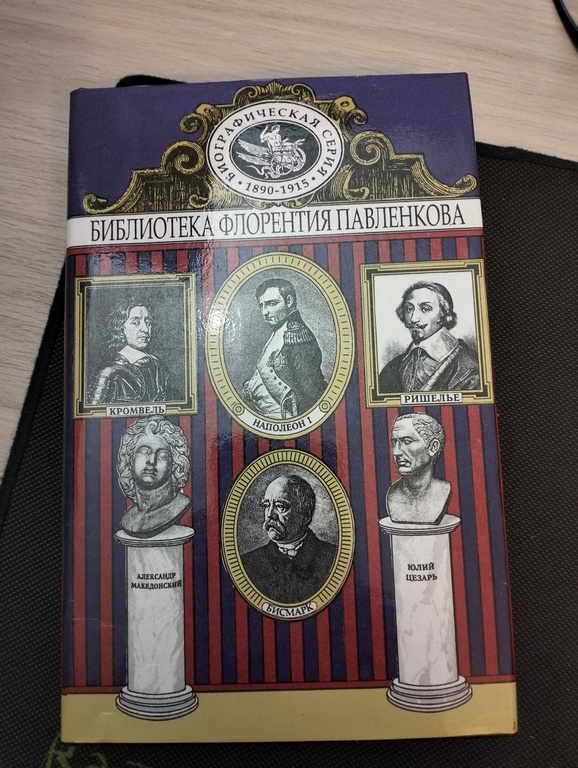 БИОГРАФИЧЕСКАЯ СЕРИЯ
• 1890-1915 •
БИБЛИОТЕКА ФЛОРЕНТИЯ ПАВЛЕНКОВА
КРОМВЕЛЬ
НАПОЛЕОН I
РИШЕЛЬЕ
АЛЕКСАНДР
МАКЕДОНСКИЙ
БИСМАРК
ЮЛИЙ
ЦЕЗАРЬ